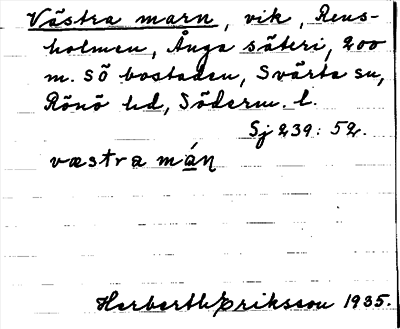 Västra marn, vik, Rens-
holmen, Ånga säteri, 200
m. SÖ bostaden, Svärta sn,
Rönö hd, Söderm. l.
Sj 239: 52.
væstra máṇ
Herbert Eriksson 1935.